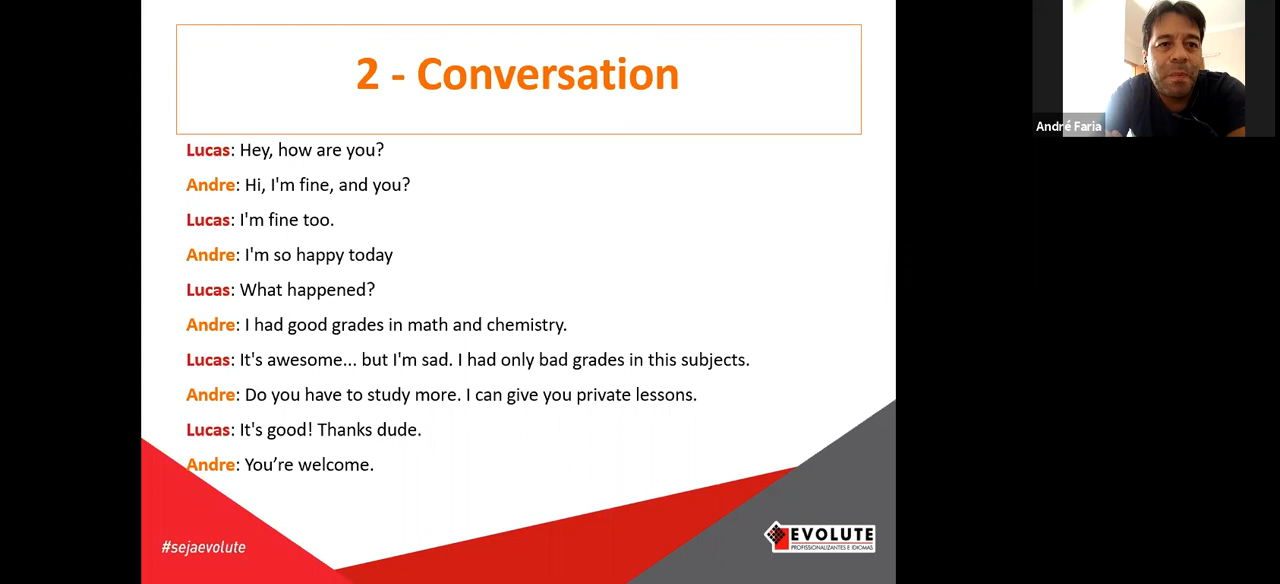 2 - Conversation
Lucas: Hey, how are you?
Andre: Hi, I'm fine, and you?
Lucas: I'm fine too.
Andre: I'm so happy today
Lucas: What happened?
Andre: I had good grades in math and chemistry.
Lucas: It's awesome... but I'm sad. I had only bad grades in this subjects.
Andre: Do you have to study more. I can give you private lessons.
Lucas: It's good! Thanks dude.
Andre: You’re welcome.
#sejaevolute
EVOLUTE
PROFISSIONALIZANTES E IDIOMAS
André Faria